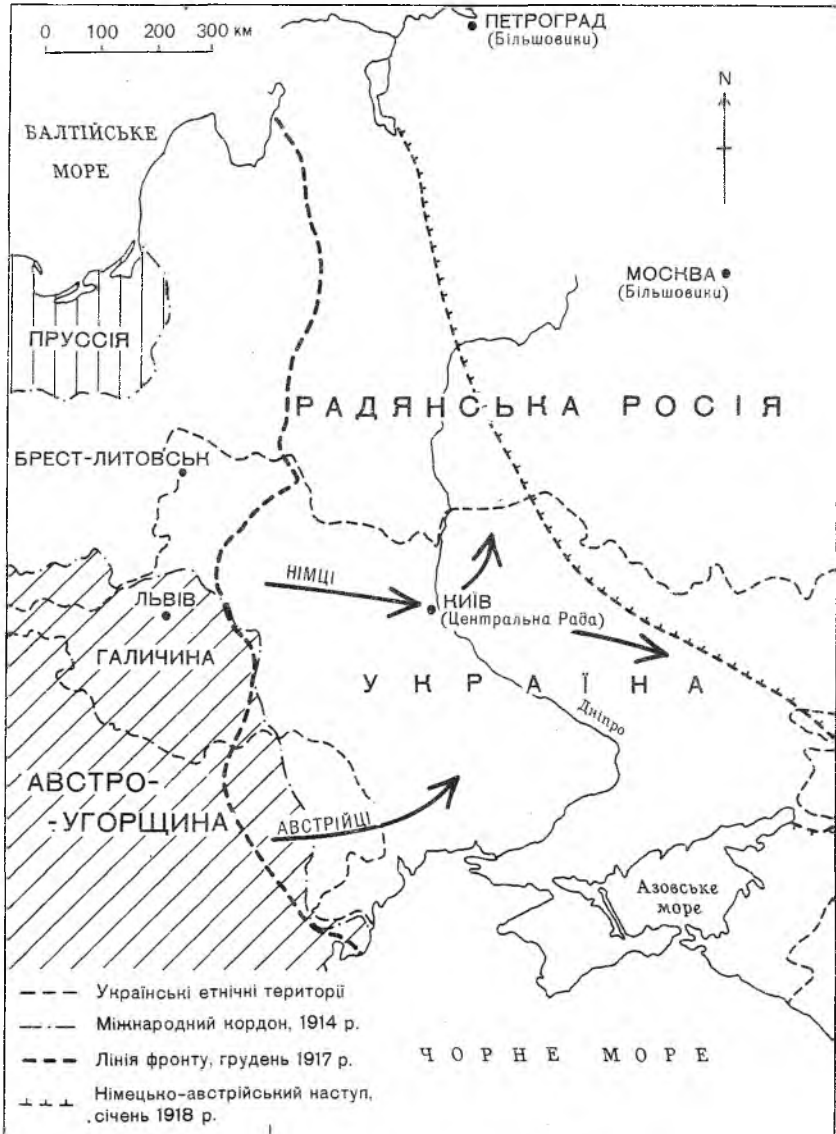 0 100 200 300 км
ПЕТРОГРАД
(Більшовики)
N
БАЛТІЙСЬКЕ
МОРЕ
МОСКВА
(Більшовики)
ПРУССІЯ
РАДЯНСЬКА РОСІЯ
БРЕСТ-ЛИТОВСЬК
НІМЦІ
КИЇВ
(Центральна Рада)
ЛЬВІВ
ГАЛИЧИНА
УКРАЇНА
Дніпро
АВСТРО-
-УГОРЩИНА
АВСТРІЙЦІ
Азовське
море
Українські етнічні території
Міжнародний кордон, 1914 р.
Лінія фронту, грудень 1917 р.
Німецько-австрійський наступ,
січень 1918 р.
ЧОРНЕ МОРЕ